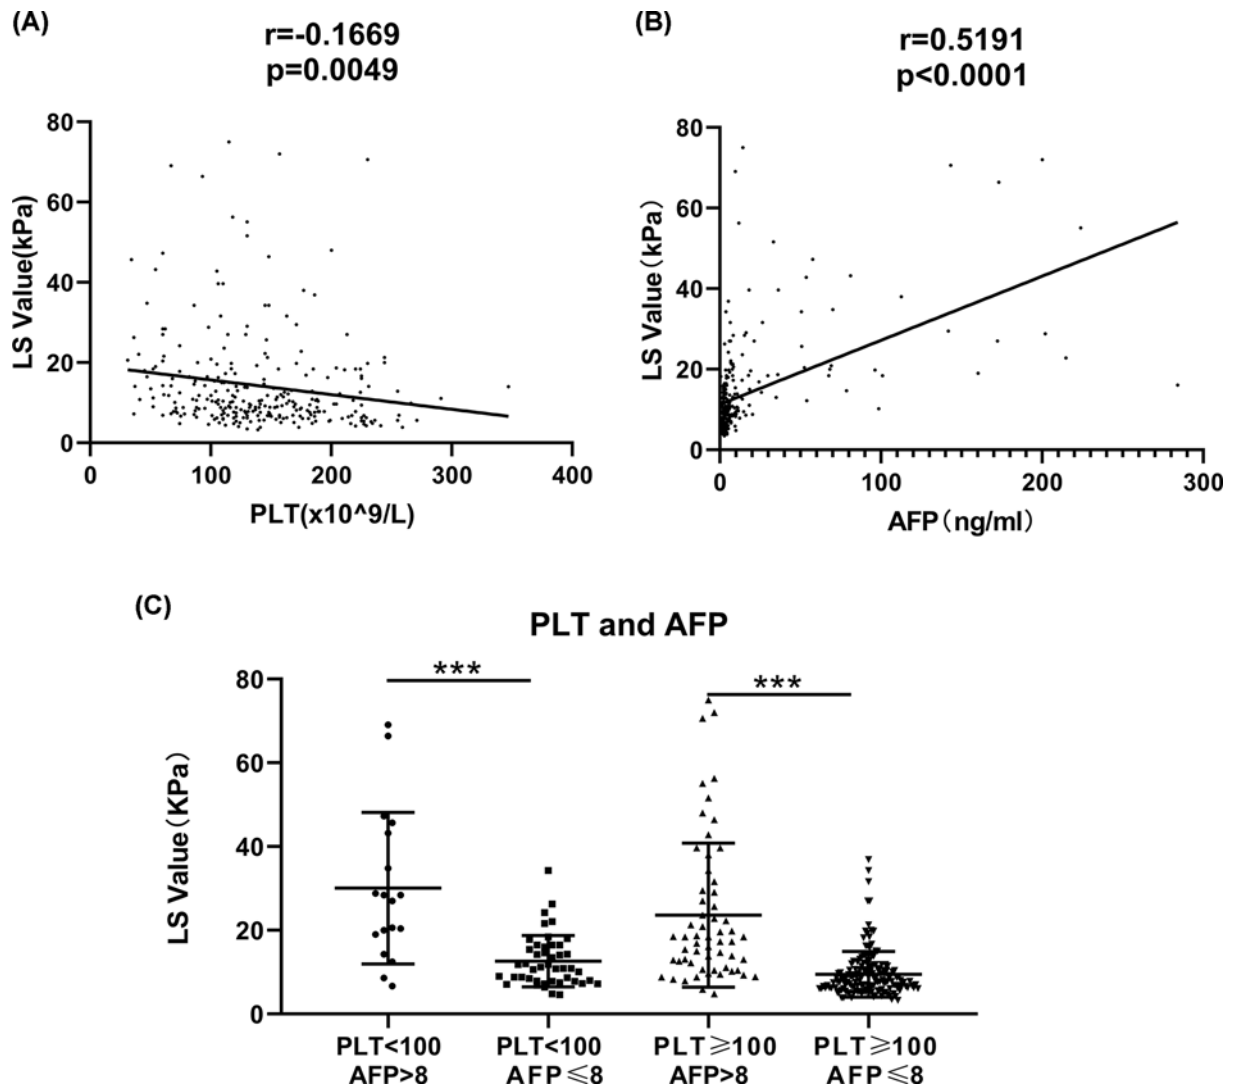 (A)
r=-0.1669
p=0.0049
80
60
40
20
0
LS Value(kPa)
0 100 200 300 400
PLT(x10^9/L)
(B)
r=0.5191
p<0.0001
80
60
40
20
0
LS Value（kPa）
0 100 200 300
AFP（ng/ml）
(C)
PLT and AFP
*** ***
80
60
40
20
0
LS Value（KPa）
PLT<100 PLT<100 PLT≥100 PLT≥100
AFP>8 AFP≤8 AFP>8 AFP≤8